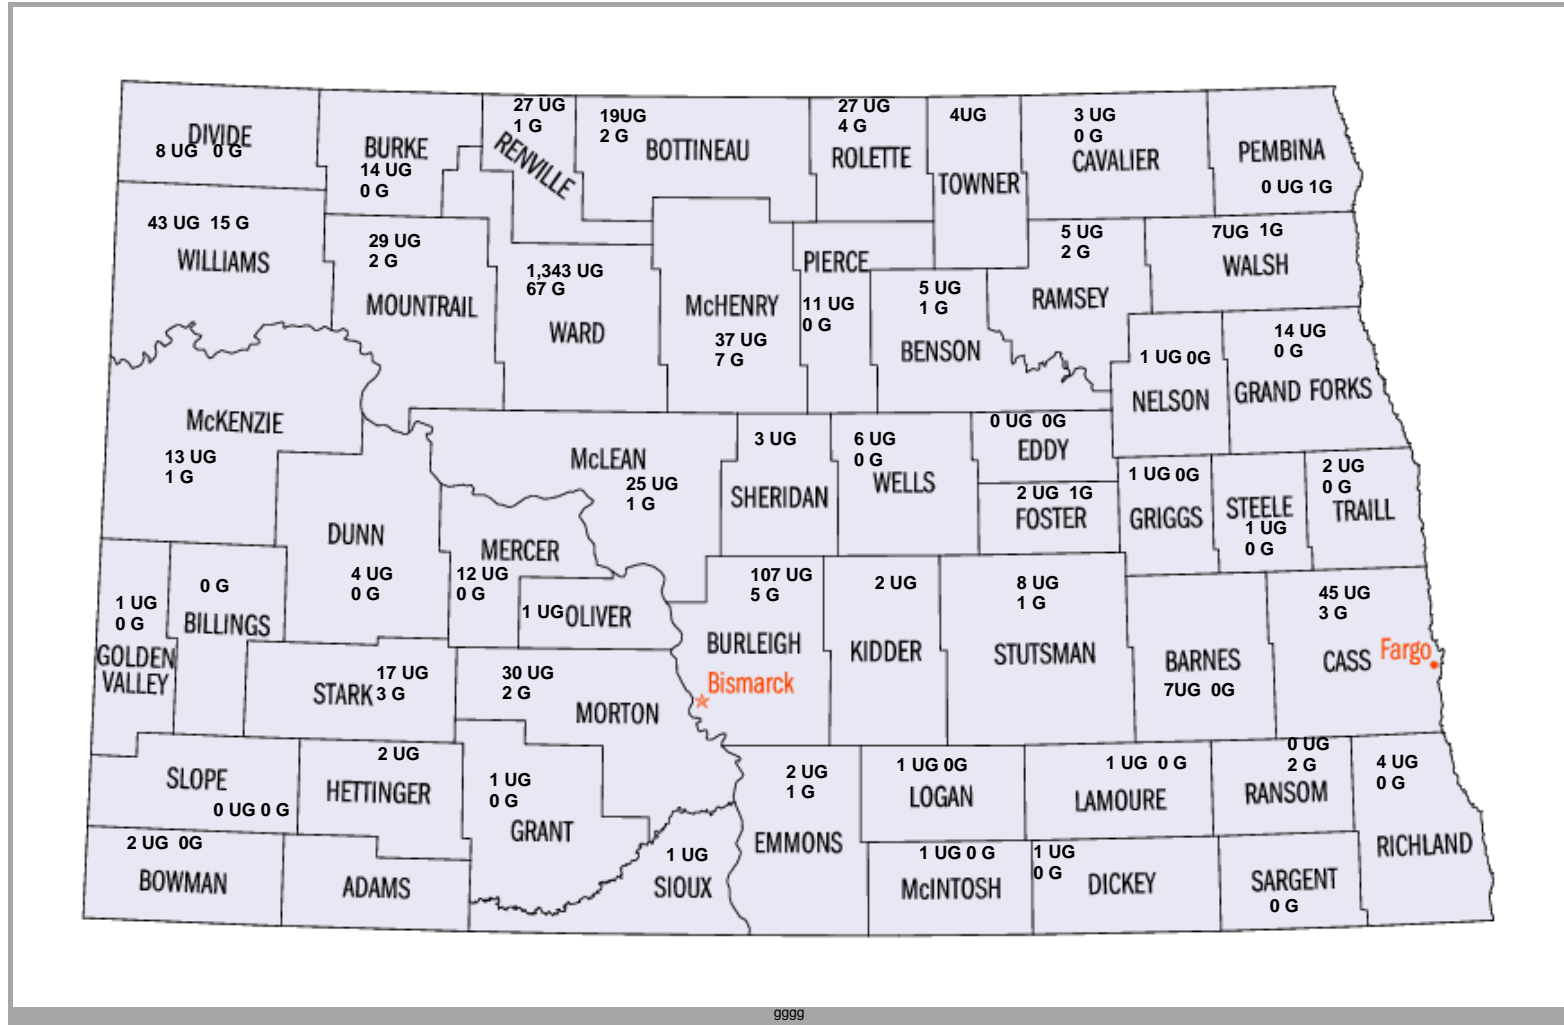 27 UG
1 G
RENVILLE
19UG
2 G
BOTTINEAU
27 UG
4 G
ROLETTE
4UG
TOWNER
3 UG
0 G
CAVALIER
PEMBINA
0 UG 1G
DIVIDE
8 UG 0 G
BURKE
14 UG
0 G
43 UG 15 G
WILLIAMS
29 UG
2 G
MOUNTRAIL
1,343 UG
67 G
WARD
McHENRY
37 UG
7 G
PIERCE
11 UG
0 G
5 UG
1 G
BENSON
5 UG
2 G
RAMSEY
7UG 1G
WALSH
1 UG 0G
NELSON
14 UG
0 G
GRAND FORKS
McKENZIE
13 UG
1 G
McLEAN
25 UG
1 G
3 UG
SHERIDAN
6 UG
0 G
WELLS
0 UG 0G
EDDY
2 UG 1G
FOSTER
1 UG 0G
GRIGGS
STEELE
1 UG
0 G
2 UG
0 G
TRAILL
DUNN
4 UG
0 G
MERCER
12 UG
0 G
1 UG OLIVER
1 UG
0 G
GOLDEN
VALLEY
0 G
BILLINGS
107 UG
5 G
BURLEIGH
Bismarck
2 UG
KIDDER
8 UG
1 G
STUTSMAN
BARNES
7UG 0G
45 UG
3 G
CASS
Fargo
STARK
17 UG
3 G
30 UG
2 G
MORTON
SLOPE
0 UG 0 G
2 UG
HETTINGER
1 UG
0 G
GRANT
2 UG
1 G
EMMONS
1 UG 0G
LOGAN
1 UG 0 G
LAMOURE
0 UG
2 G
RANSOM
4 UG
0 G
RICHLAND
2 UG 0G
BOWMAN
ADAMS
1 UG
SIOUX
1 UG 0 G
McINTOSH
1 UG
0 G
DICKEY
SARGENT
0 G
gggg